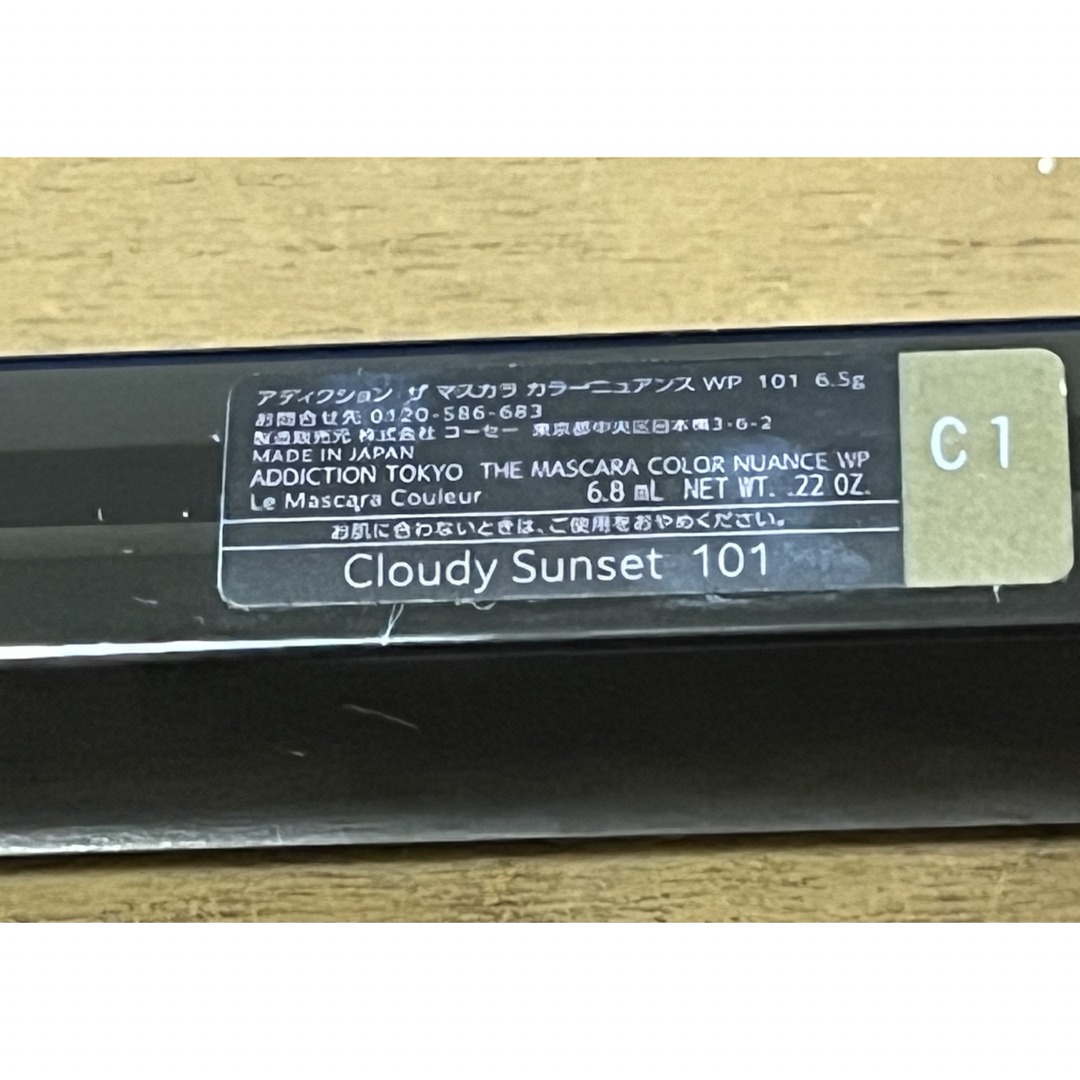 アディクション ザ マスカラ カラーニュアンス WP 101 6.5g
お問合せ先 0120-586-683
製造販売元 株式会社 コーセー 東京都中央区日本橋3-6-2
MADE IN JAPAN
ADDICTION TOKYO THE MASCARA COLOR NUANCE WP
Le Mascara Couleur 6.8 mL NET WT. .22 OZ.
お肌に合わないときは、ご使用をおやめください。
Cloudy Sunset 101
C1